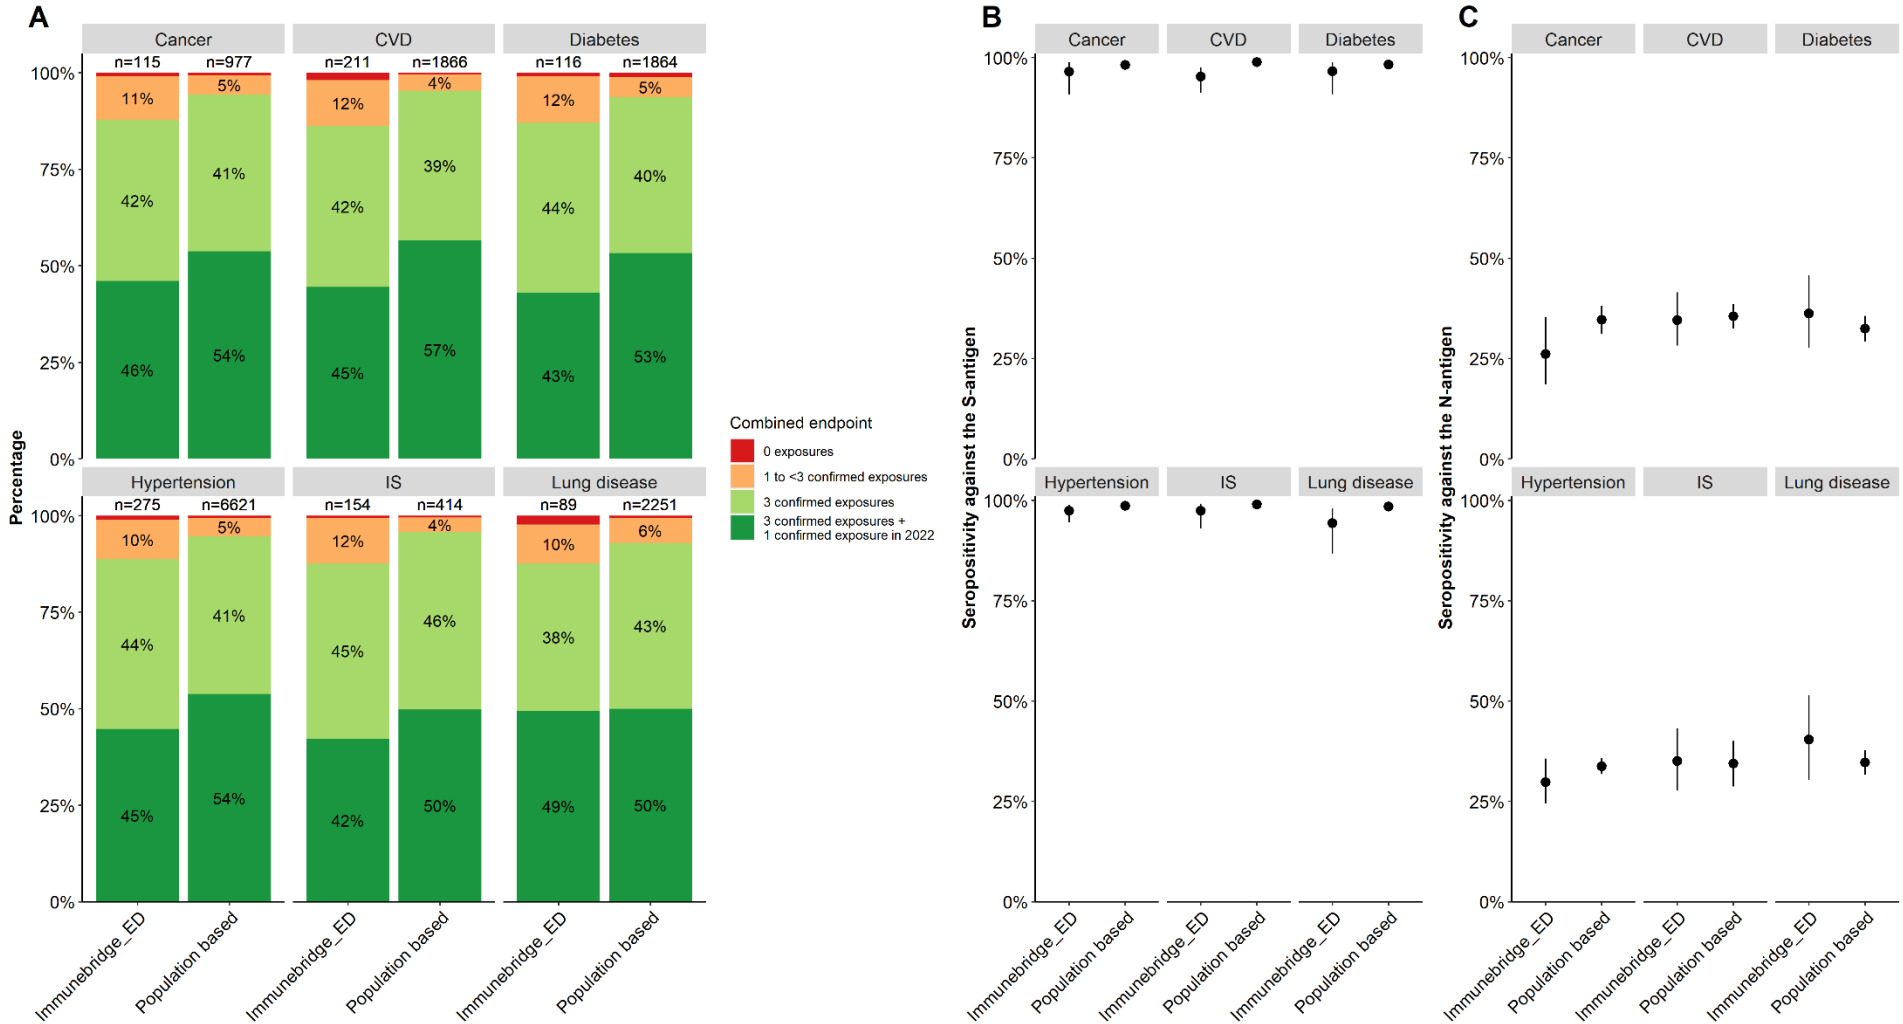 A
Percentage
Cancer
CVD
Diabetes
n=115
n=977
n=211
n=1866
n=116
n=1864
100%
75%
50%
25%
0%
11%
42%
46%
5%
41%
54%
12%
42%
45%
4%
39%
57%
12%
44%
43%
5%
40%
53%
Hypertension
IS
Lung disease
n=275
n=6621
n=154
n=414
n=89
n=2251
100%
75%
50%
25%
0%
10%
44%
45%
5%
41%
54%
12%
45%
42%
4%
46%
50%
10%
38%
49%
6%
43%
50%
Immunebridge_ED
Population based
Immunebridge_ED
Population based
Immunebridge_ED
Population based
Combined endpoint
0 exposures
1 to <3 confirmed exposures
3 confirmed exposures
3 confirmed exposures +
1 confirmed exposure in 2022
B
Seropositivity against the S-antigen
Cancer
CVD
Diabetes
100%
75%
50%
25%
0%
Hypertension
IS
Lung disease
100%
75%
50%
25%
0%
Immunebridge_ED
Population based
Immunebridge_ED
Population based
Immunebridge_ED
Population based
C
Seropositivity against the N-antigen
Cancer
CVD
Diabetes
100%
75%
50%
25%
0%
Hypertension
IS
Lung disease
100%
75%
50%
25%
0%
Immunebridge_ED
Population based
Immunebridge_ED
Population based
Immunebridge_ED
Population based